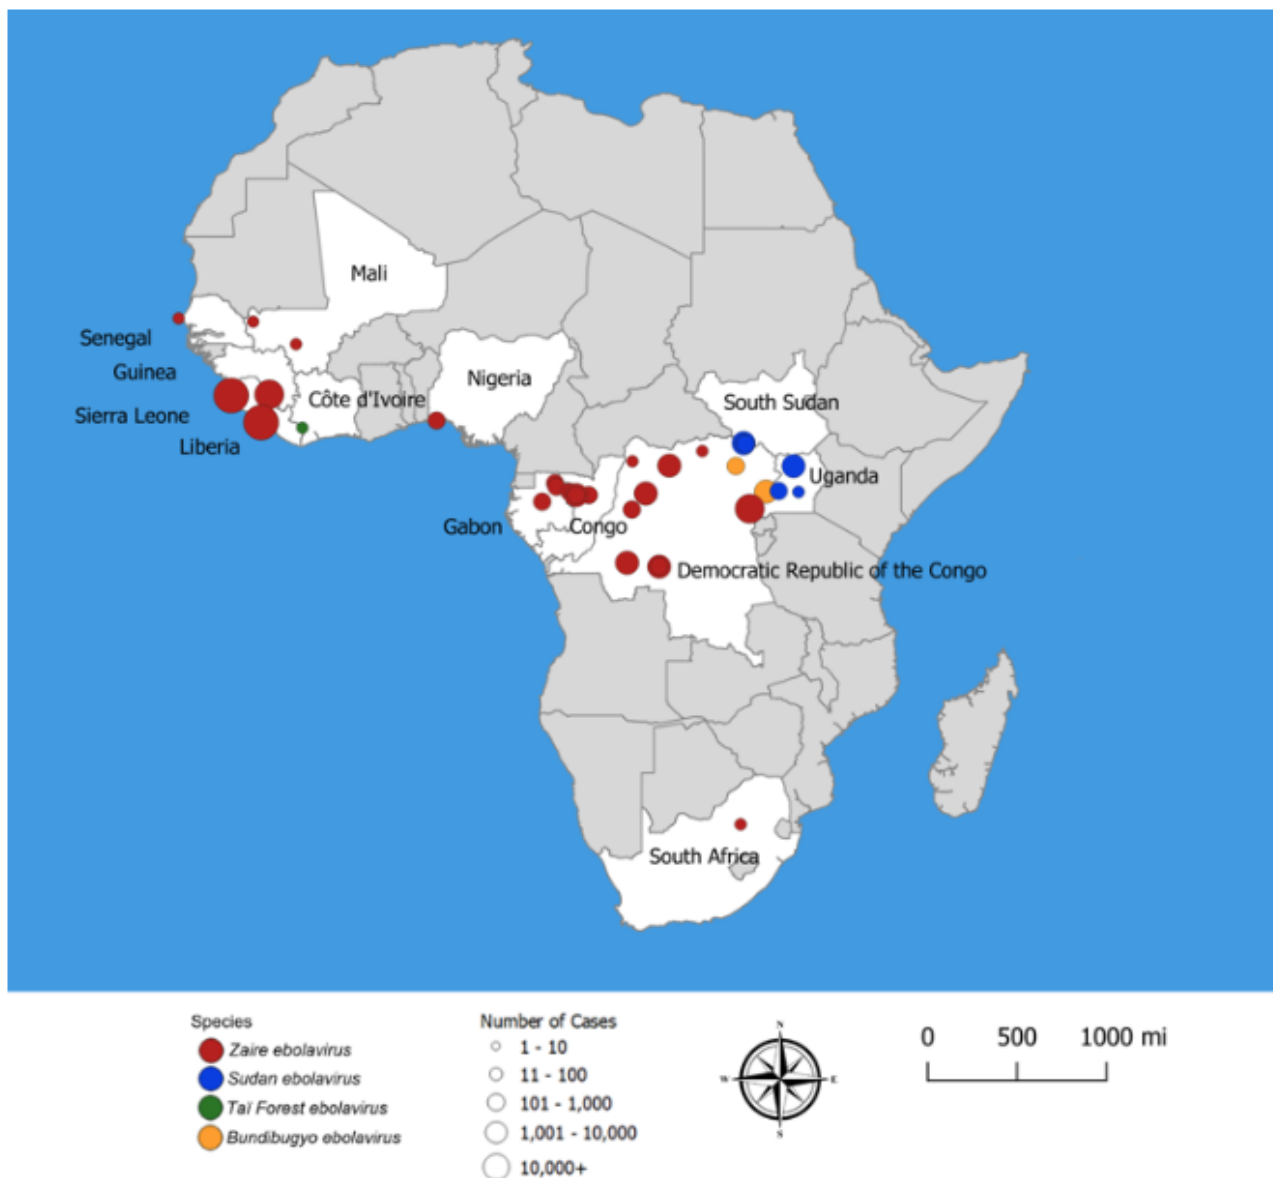 Mali
Senegal
Guinea
Nigeria
Côte d'Ivoire
South Sudan
Sierra Leone
Liberia
Uganda
Gabon
Congo
Democratic Republic of the Congo
South Africa
Species
Zaire ebolavirus
Sudan ebolavirus
Taï Forest ebolavirus
Bundibugyo ebolavirus
Number of Cases
1 - 10
11 - 100
101 - 1,000
1,001 - 10,000
10,000+
N
W E
S
0 500 1000 mi